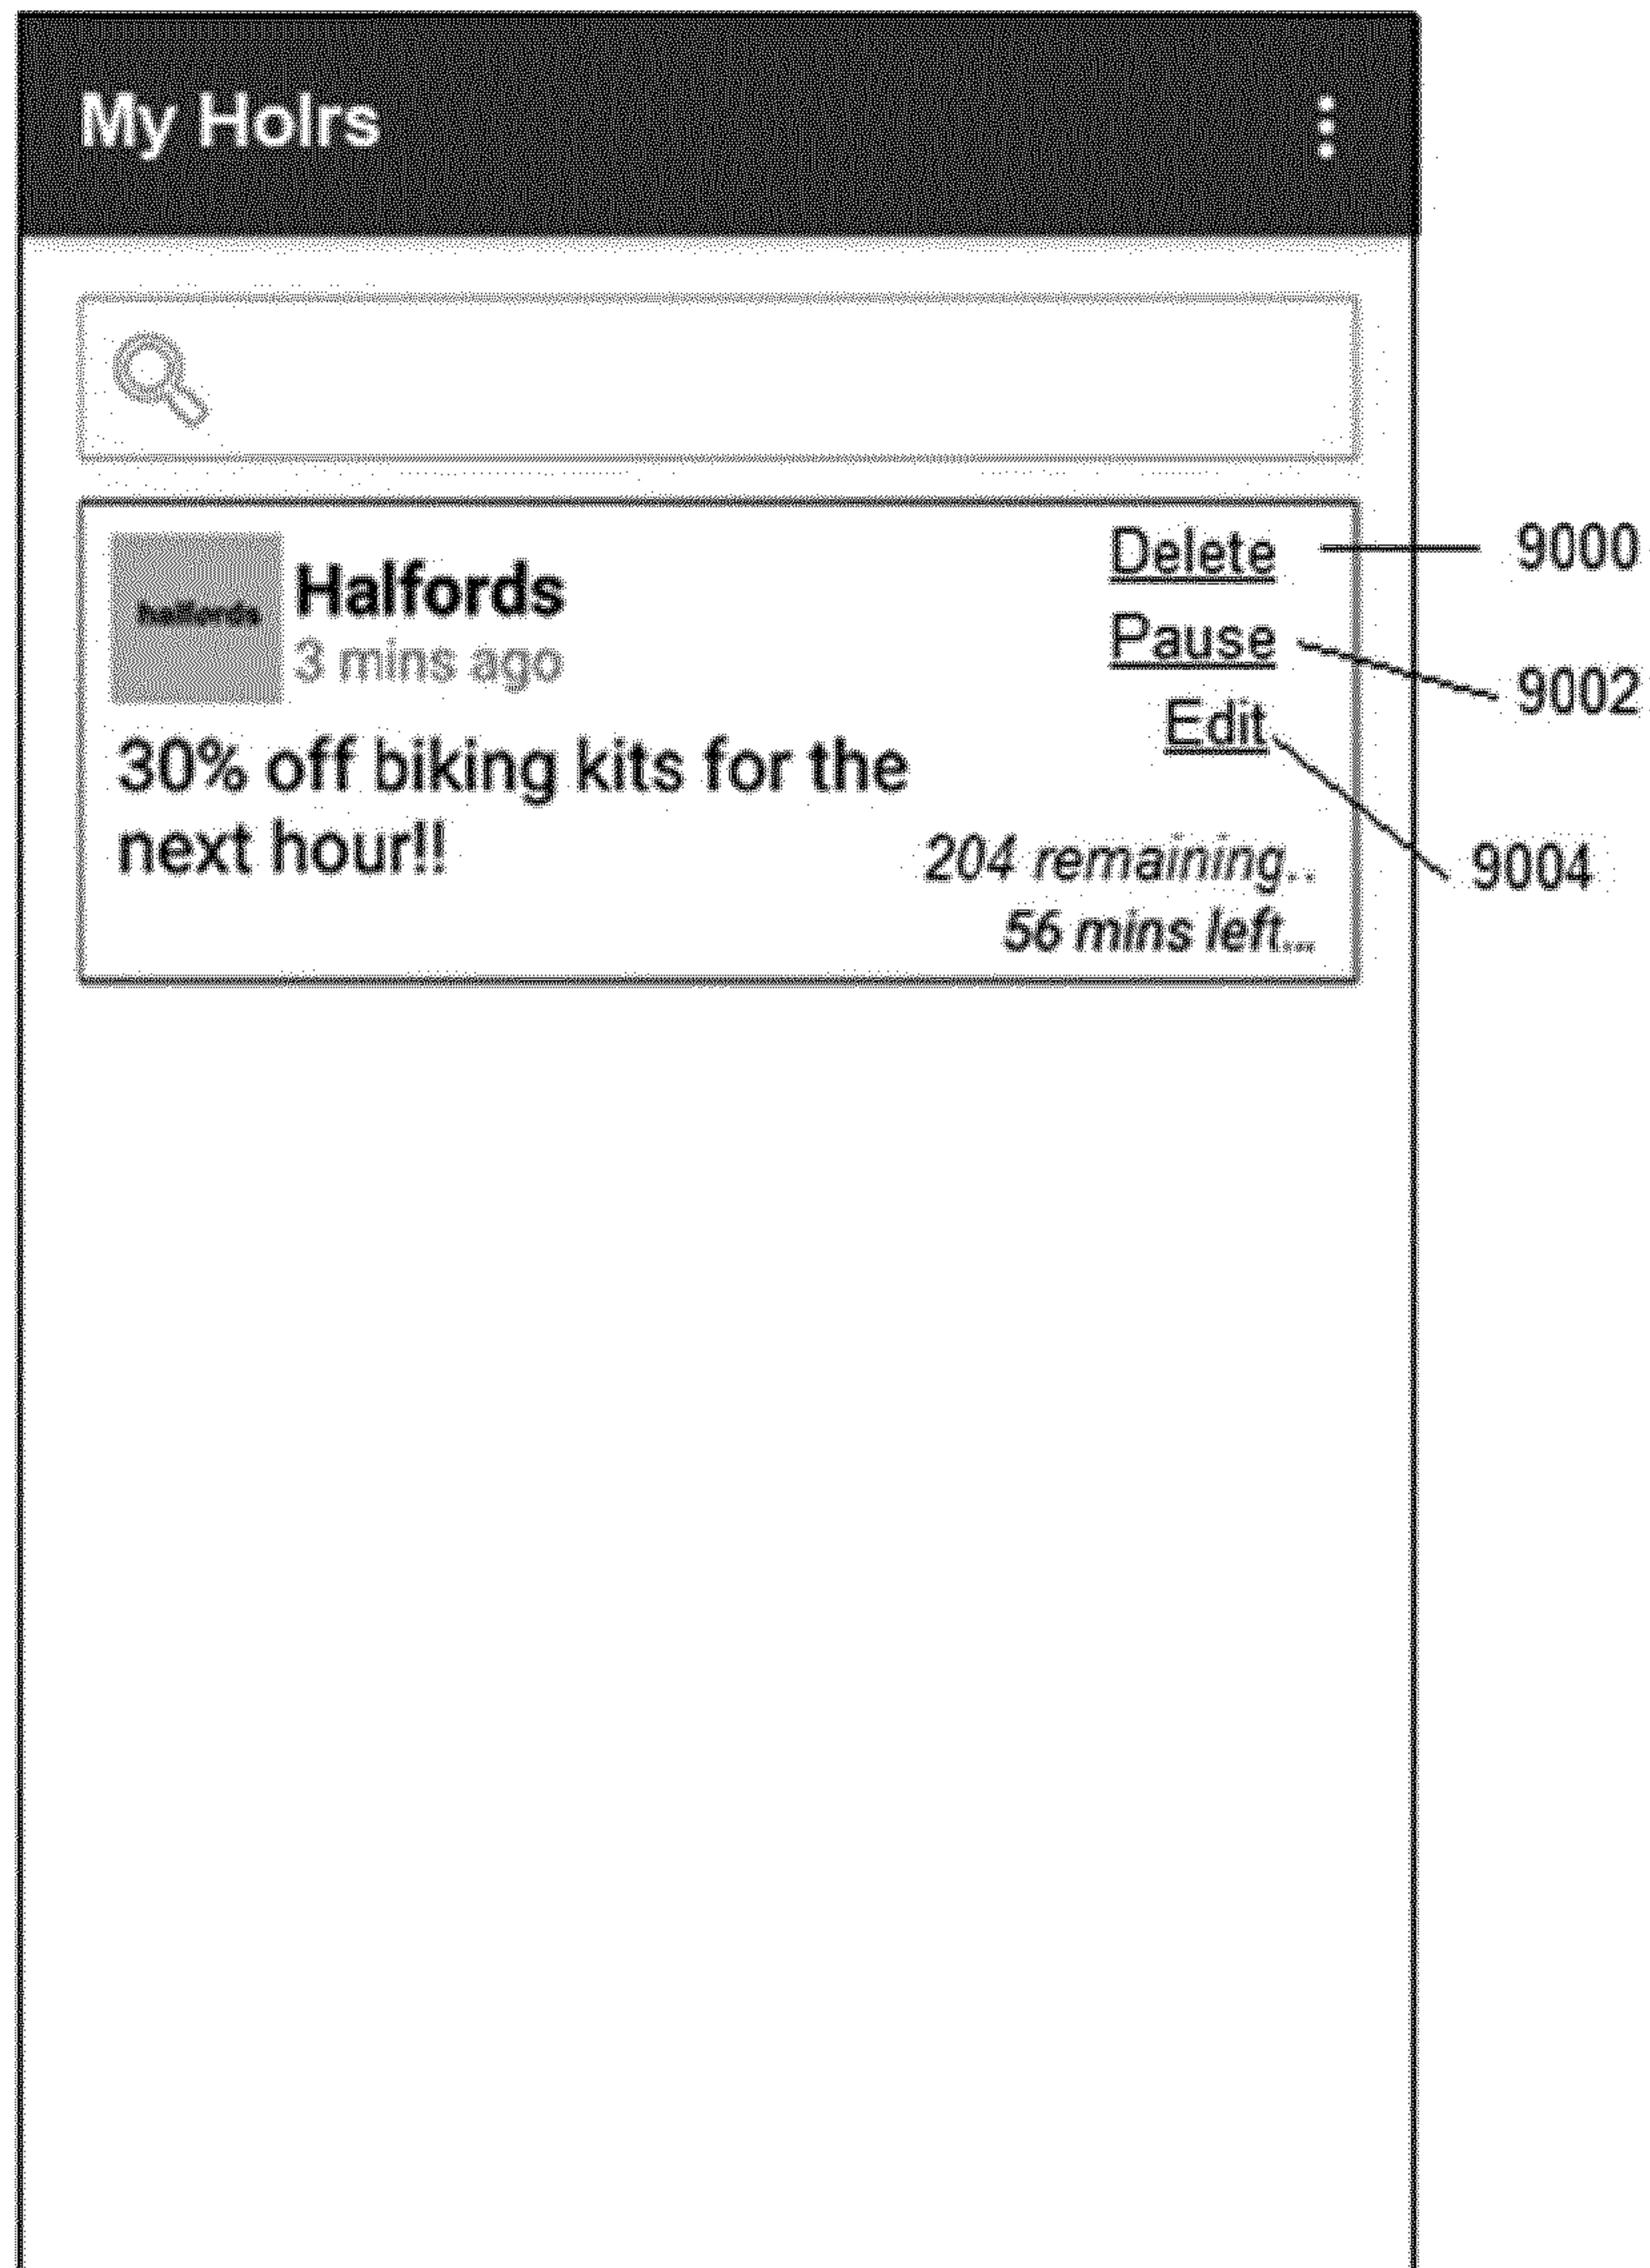 My Holrs
halfords
Halfords
3 mins ago
30% off biking kits for the
next hour!!
Delete
Pause
Edit
204 remaining..
56 mins left...
9000
9002
9004